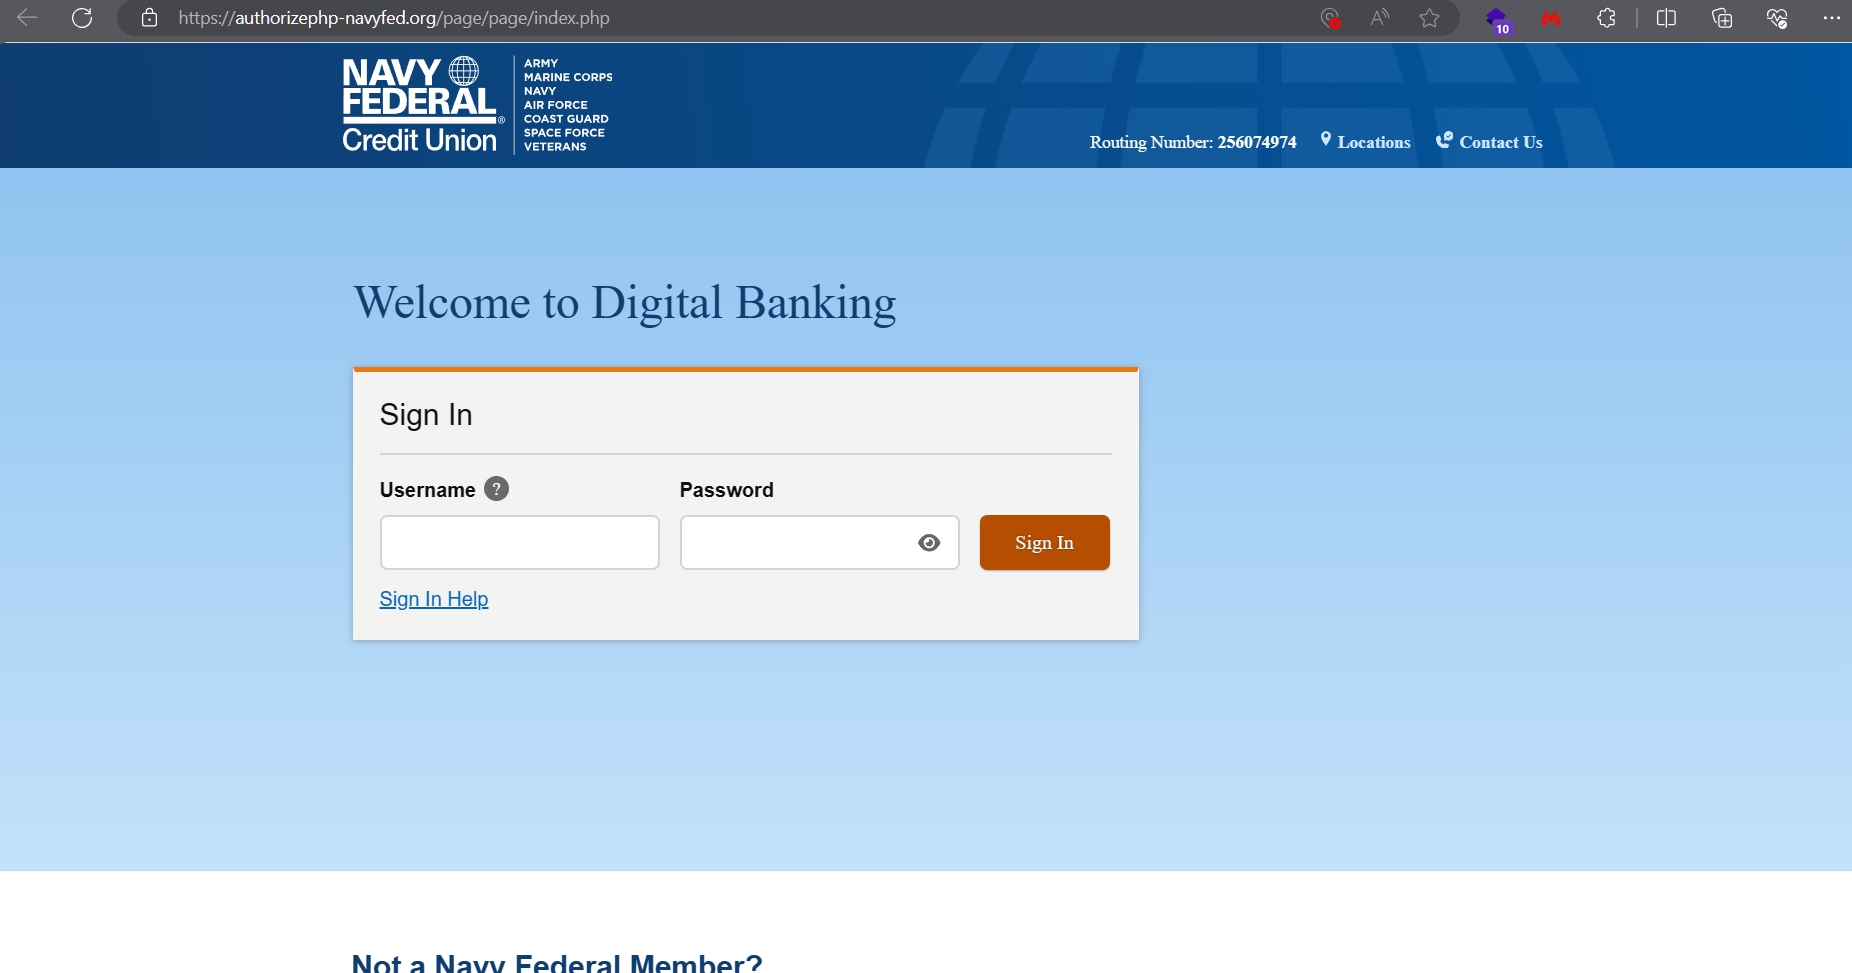 https://authorizephp-navyfed.org/page/page/index.php
10
NAVY
FEDERAL®
Credit Union
ARMY
MARINE CORPS
NAVY
AIR FORCE
COAST GUARD
SPACE FORCE
VETERANS
Routing Number: 256074974 Locations Contact Us
Welcome to Digital Banking
Sign In
Username ? Password
Sign In
Sign In Help
Not a Navy Federal Member?